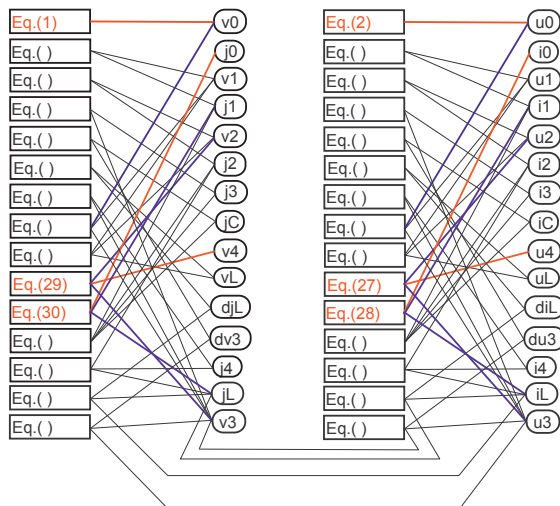 Eq.(1) v0 Eq.(2) u0
Eq.( ) j0 Eq.( ) i0
Eq.( ) v1 Eq.( ) u1
Eq.( ) j1 Eq.( ) i1
Eq.( ) v2 Eq.( ) u2
Eq.( ) j2 Eq.( ) i2
Eq.( ) j3 Eq.( ) i3
Eq.( ) jC Eq.( ) iC
Eq.( ) v4 Eq.( ) u4
Eq.(29) vL Eq.(27) uL
Eq.(30) djL Eq.(28) diL
Eq.( ) dv3 Eq.( ) du3
Eq.( ) j4 Eq.( ) i4
Eq.( ) jL Eq.( ) iL
Eq.( ) v3 Eq.( ) u3